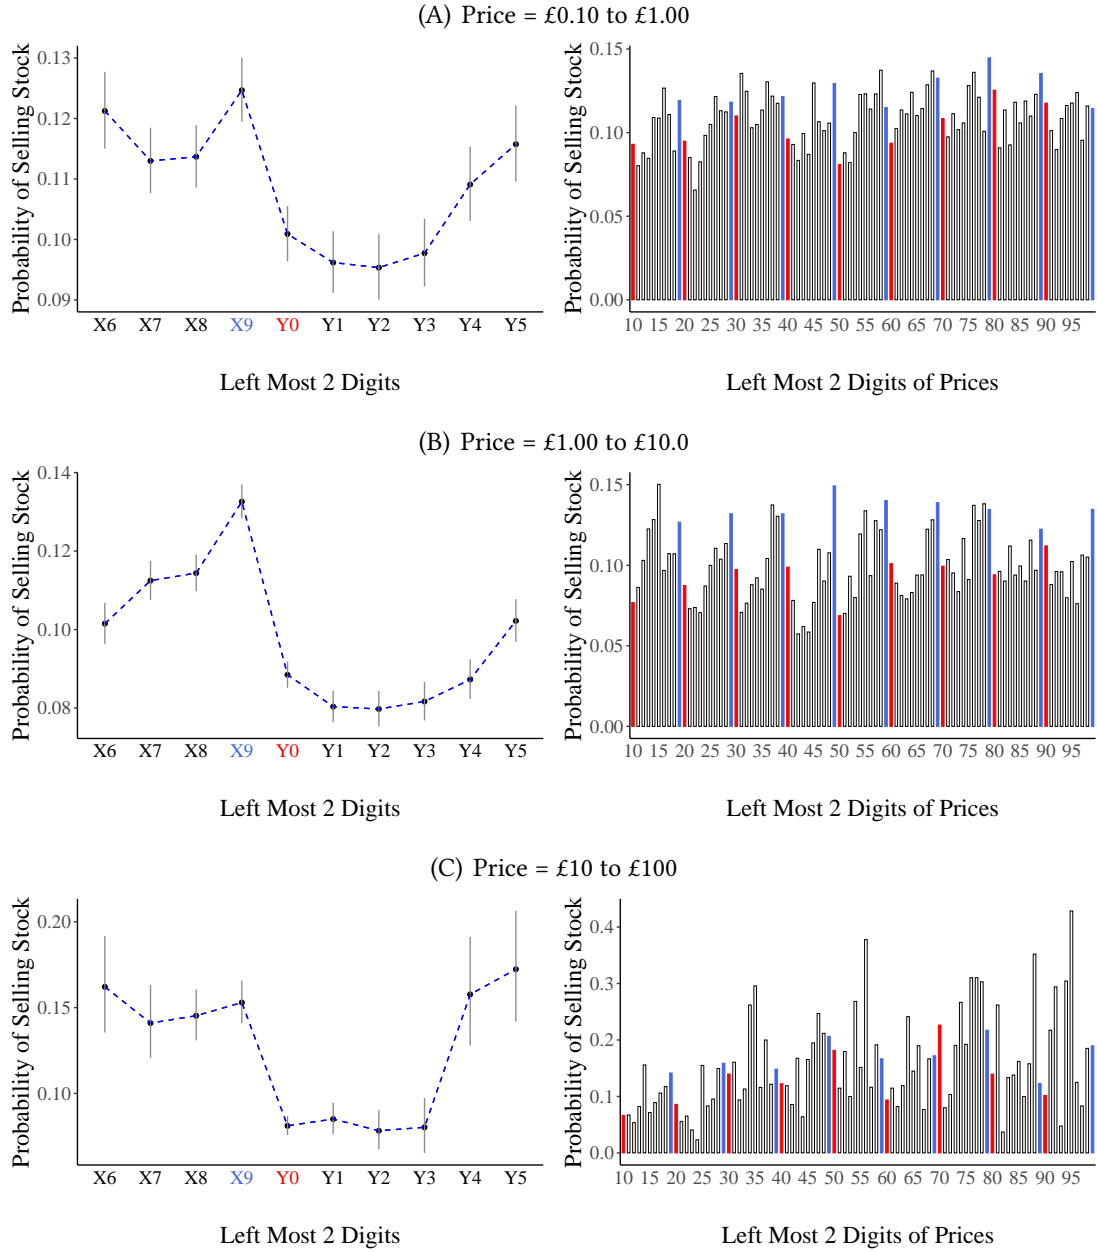 (A) Price = £0.10 to £1.00
Probability of Selling Stock
0.13
0.12
0.11
0.10
0.09
X6 X7 X8 X9 Y0 Y1 Y2 Y3 Y4 Y5
Left Most 2 Digits
Probability of Selling Stock
0.15
0.10
0.05
0.00
10 15 20 25 30 35 40 45 50 55 60 65 70 75 80 85 90 95
Left Most 2 Digits of Prices
(B) Price = £1.00 to £10.0
Probability of Selling Stock
0.14
0.12
0.10
0.08
X6 X7 X8 X9 Y0 Y1 Y2 Y3 Y4 Y5
Left Most 2 Digits
Probability of Selling Stock
0.15
0.10
0.05
0.00
10 15 20 25 30 35 40 45 50 55 60 65 70 75 80 85 90 95
Left Most 2 Digits of Prices
(C) Price = £10 to £100
Probability of Selling Stock
0.20
0.15
0.10
X6 X7 X8 X9 Y0 Y1 Y2 Y3 Y4 Y5
Left Most 2 Digits
Probability of Selling Stock
0.4
0.3
0.2
0.1
0.0
10 15 20 25 30 35 40 45 50 55 60 65 70 75 80 85 90 95
Left Most 2 Digits of Prices